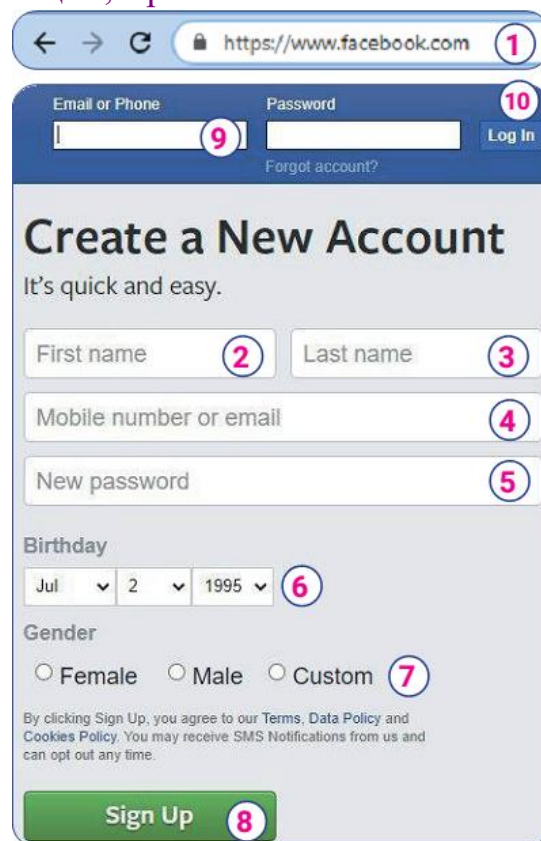 https://www.facebook.com 1
Email or Phone Password 10
9 Log In
Forgot account?
Create a New Account
It's quick and easy.
First name 2 Last name 3
Mobile number or email 4
New password 5
Birthday
Jul 2 1995 6
Gender
Female Male Custom 7
By clicking Sign Up, you agree to our Terms, Data Policy and
Cookies Policy. You may receive SMS Notifications from us and
can opt out any time.
Sign Up 8